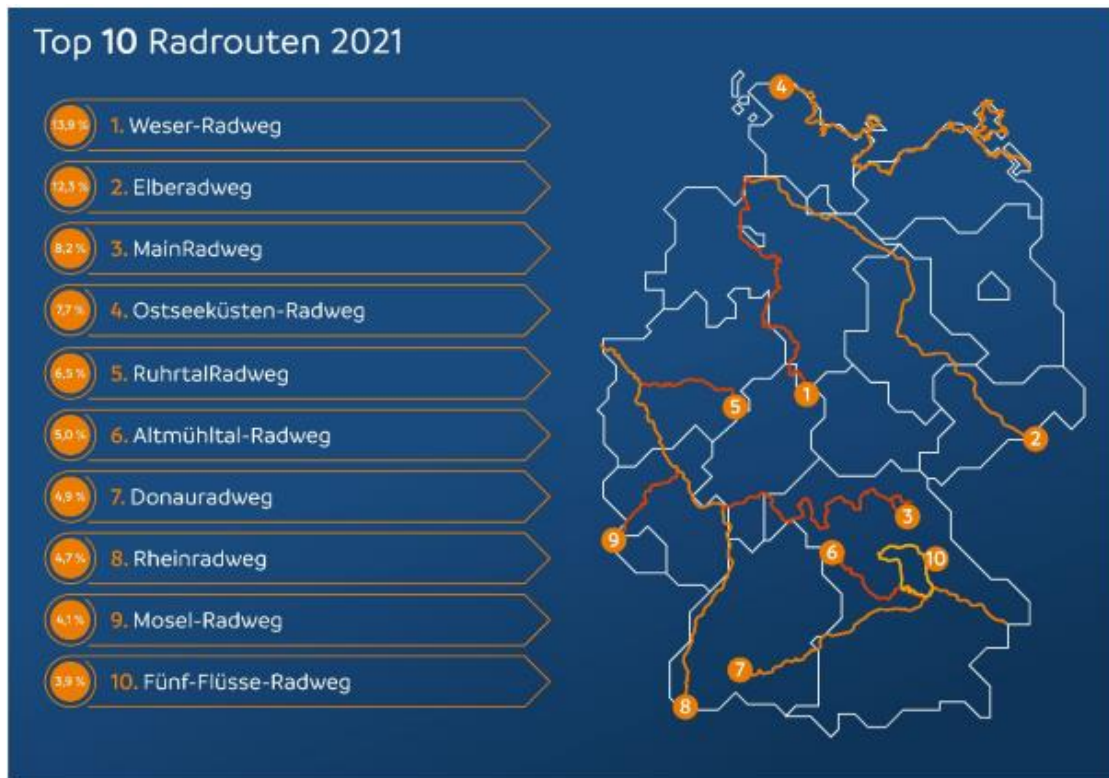 Top 10 Radrouten 2021
13,9 % 1. Weser-Radweg
12,3 % 2. Elberadweg
8,2 % 3. MainRadweg
7,7 % 4. Ostseeküsten-Radweg
6,5 % 5. RuhrtalRadweg
5,0 % 6. Altmühltal-Radweg
4,9 % 7. Donauradweg
4,7 % 8. Rheinradweg
4,1 % 9. Mosel-Radweg
3,9 % 10. Fünf-Flüsse-Radweg
4
5
1
2
3
9
6
10
7
8